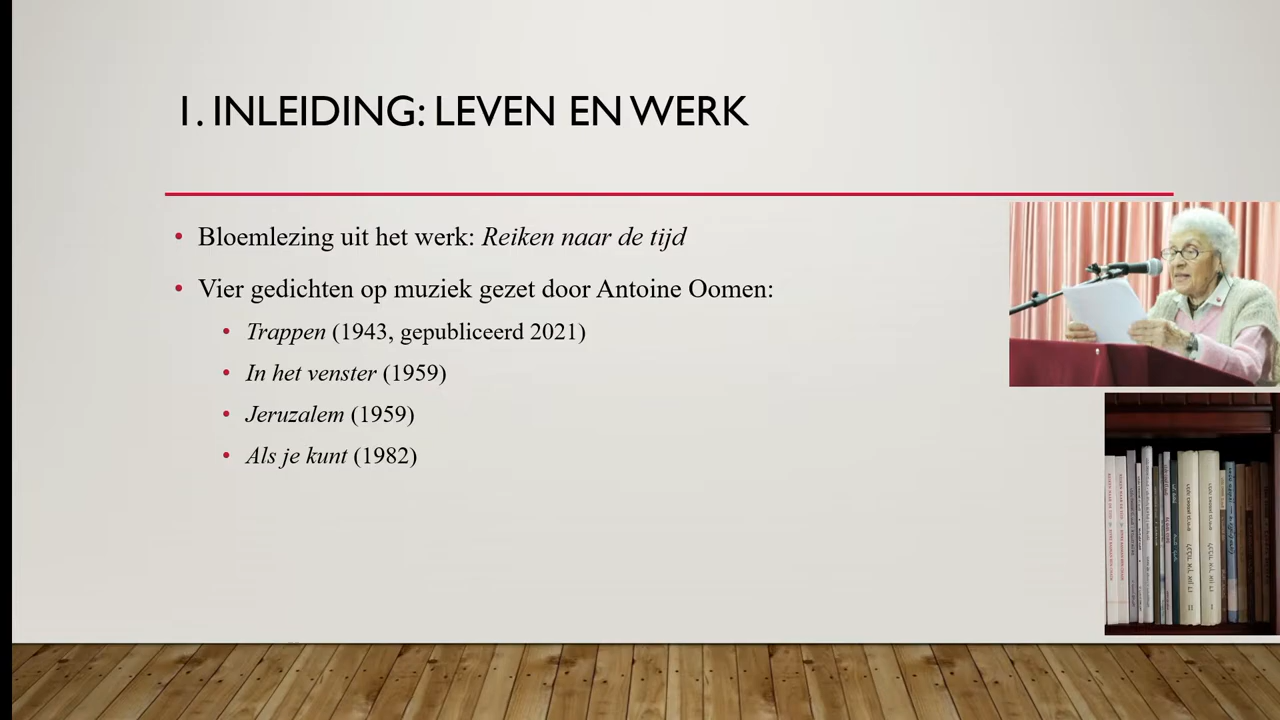 1. INLEIDING: LEVEN EN WERK
• Bloemlezing uit het werk: Reiken naar de tijd
• Vier gedichten op muziek gezet door Antoine Oomen:
• Trappen (1943, gepubliceerd 2021)
• In het venster (1959)
• Jeruzalem (1959)
• Als je kunt (1982)